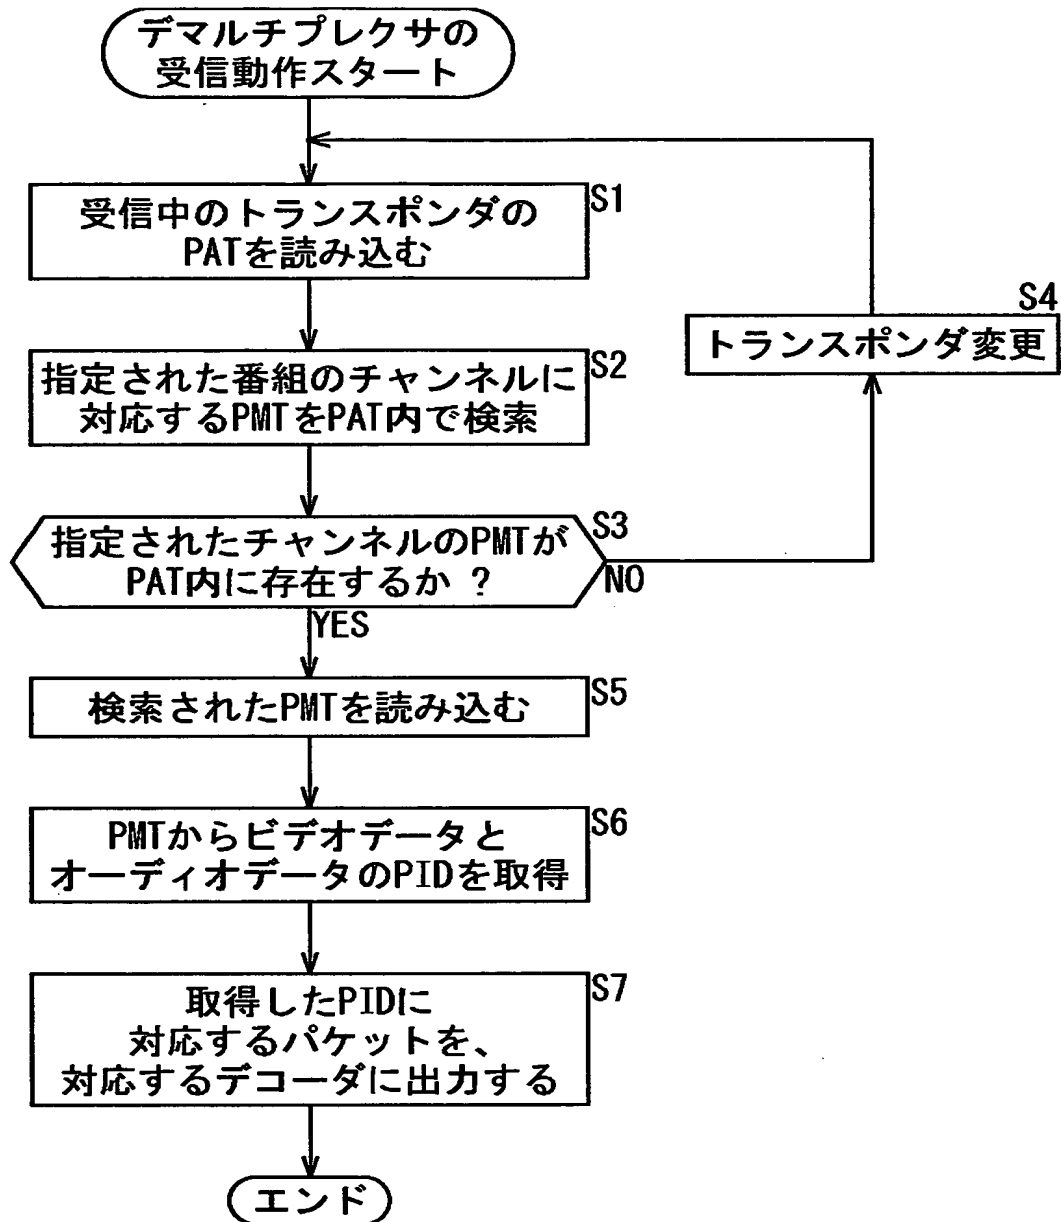 デマルチプレクサの
受信動作スタート
S1
受信中のトランスポンダの
PATを読み込む
S4
トランスポンダ変更
S2
指定された番組のチャンネルに
対応するPMTをPAT内で検索
S3
指定されたチャンネルのPMTが
PAT内に存在するか ?
NO
YES
S5
検索されたPMTを読み込む
S6
PMTからビデオデータと
オーディオデータのPIDを取得
S7
取得したPIDに
対応するパケットを、
対応するデコーダに出力する
エンド